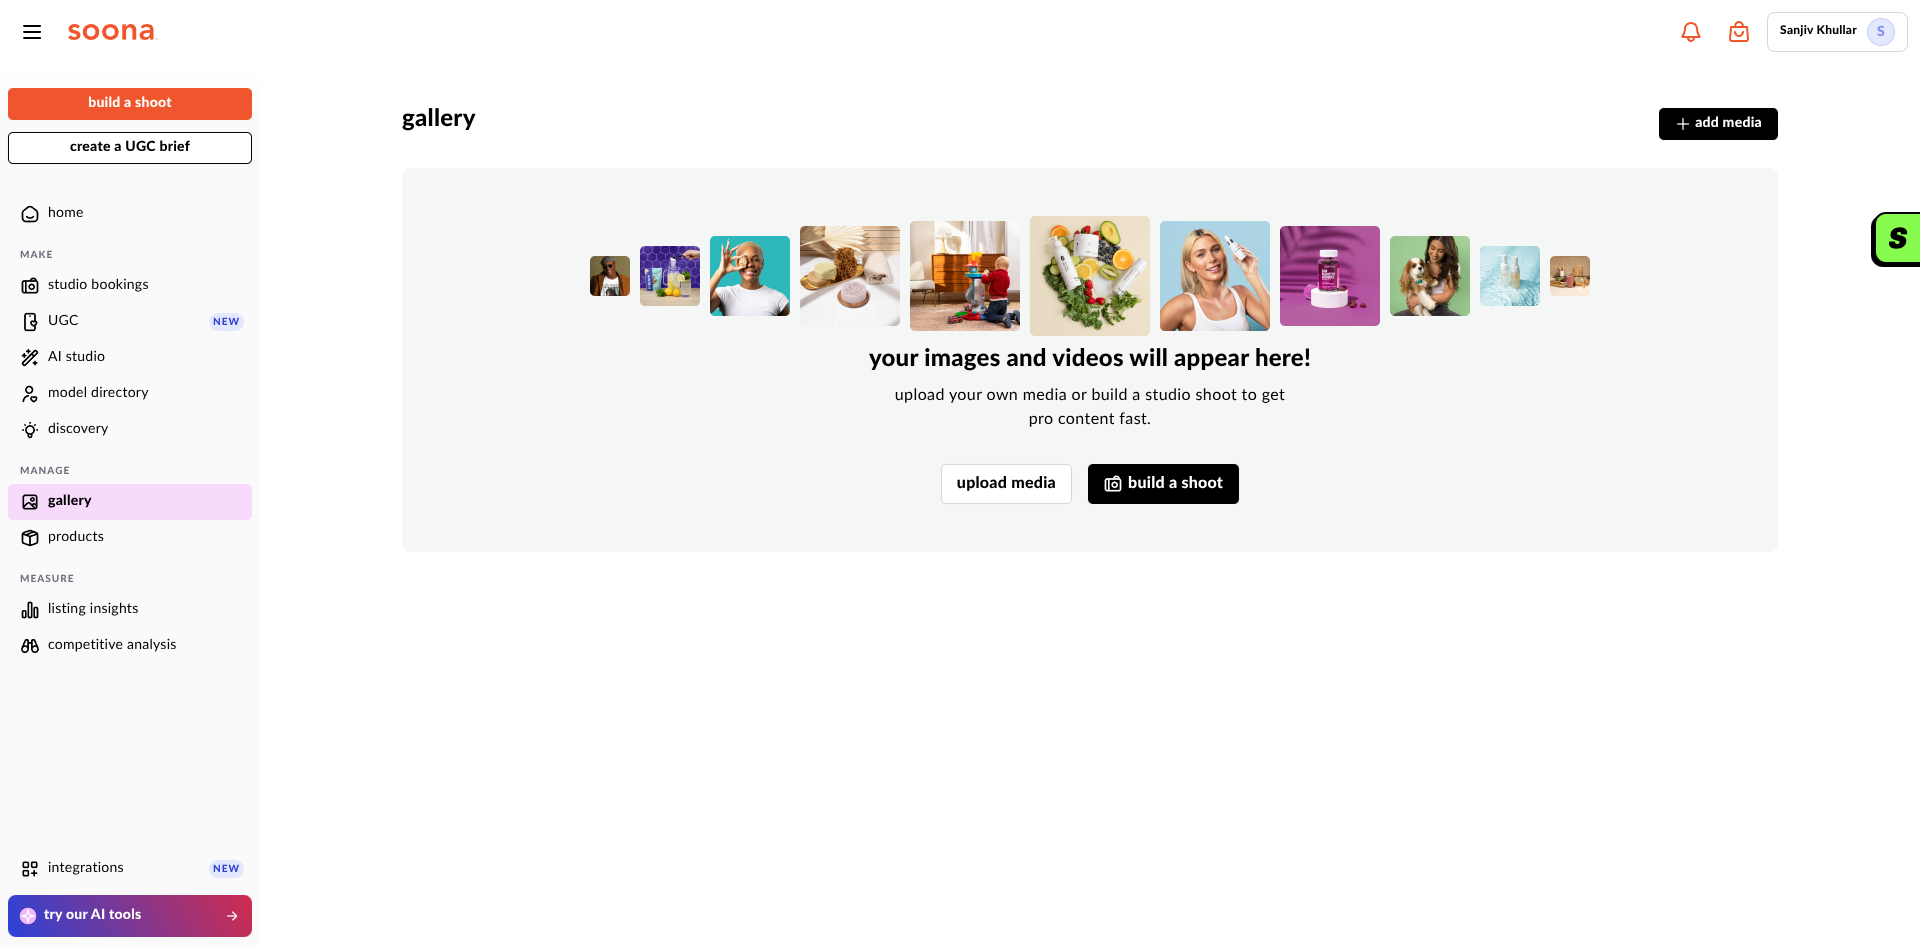 soona
Sanjiv Khullar
S
build a shoot
create a UGC brief
home
MAKE
studio bookings
UGC NEW
AI studio
model directory
discovery
MANAGE
gallery
products
MEASURE
listing insights
competitive analysis
integrations NEW
try our AI tools
gallery
add media
your images and videos will appear here!
upload your own media or build a studio shoot to get
pro content fast.
upload media
build a shoot
S